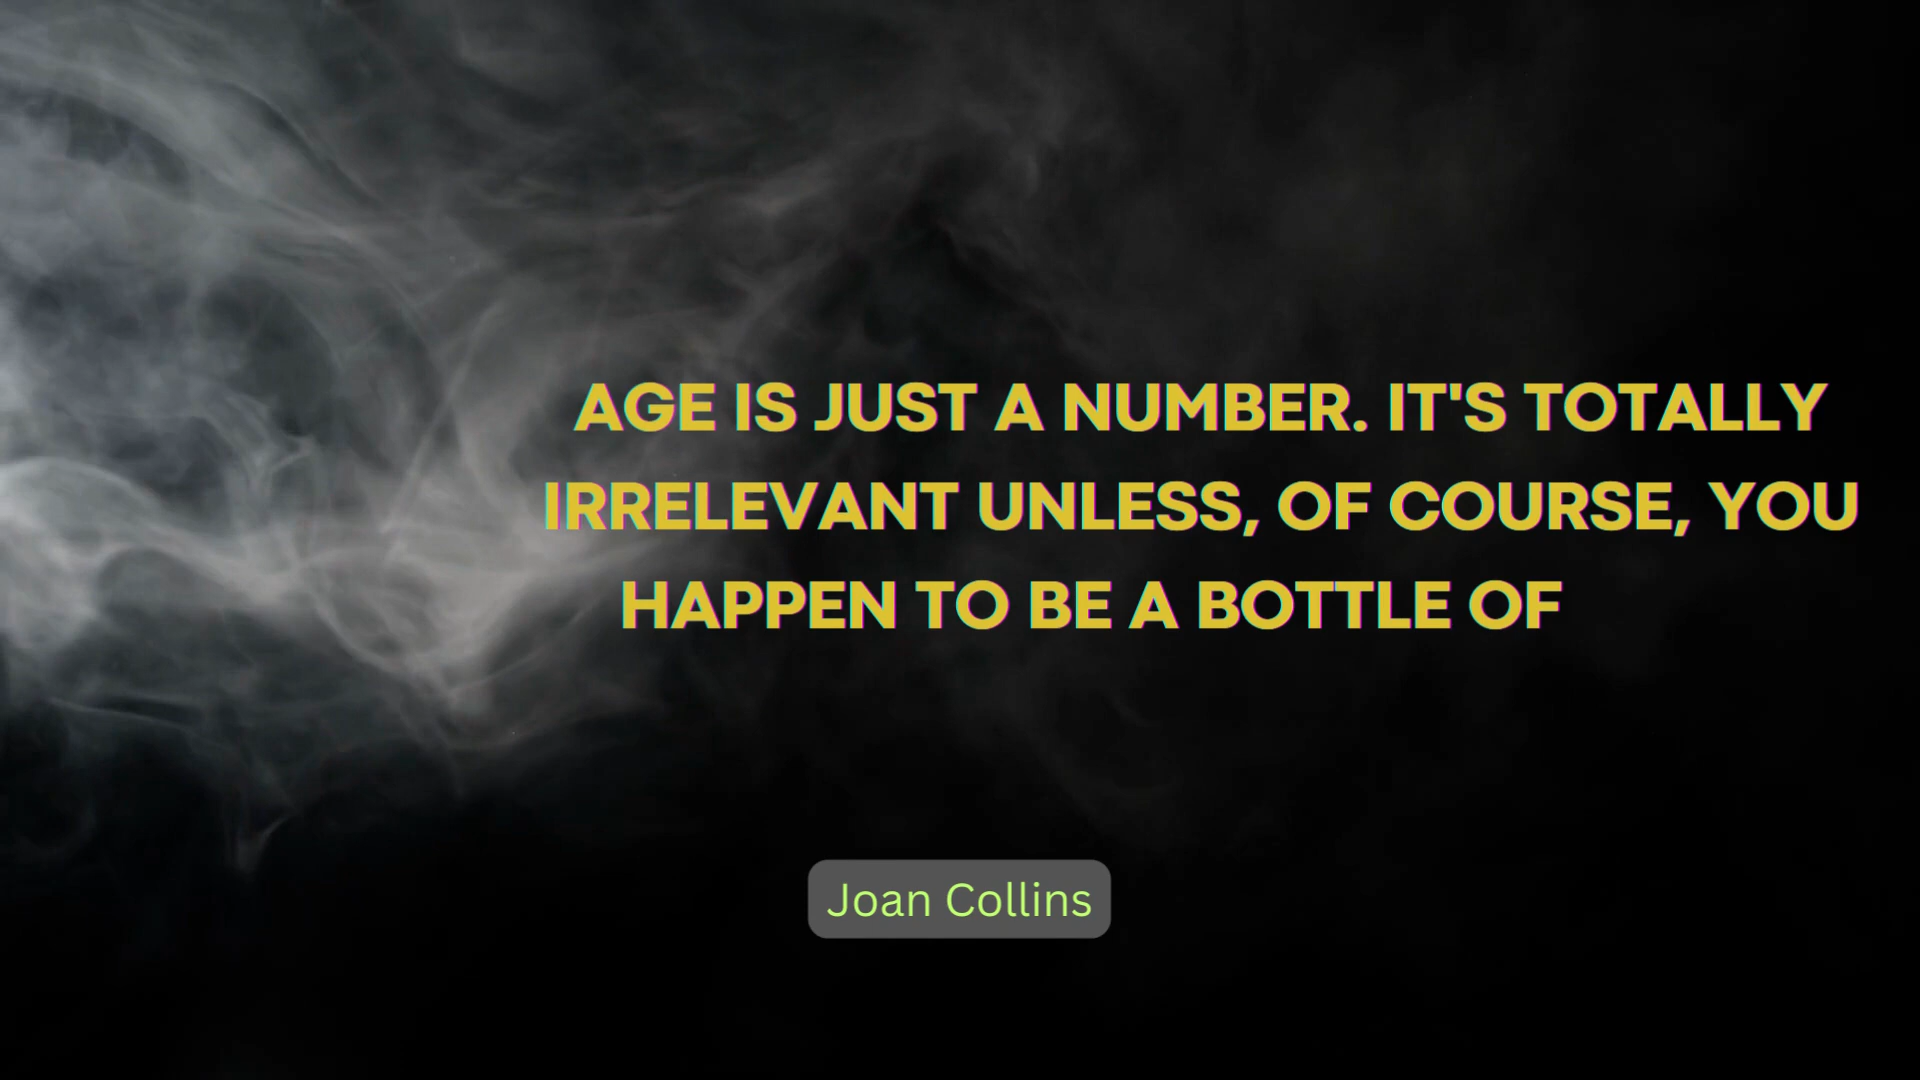 AGE IS JUST A NUMBER. IT'S TOTALLY
IRRELEVANT UNLESS, OF COURSE, YOU
HAPPEN TO BE A BOTTLE OF
Joan Collins